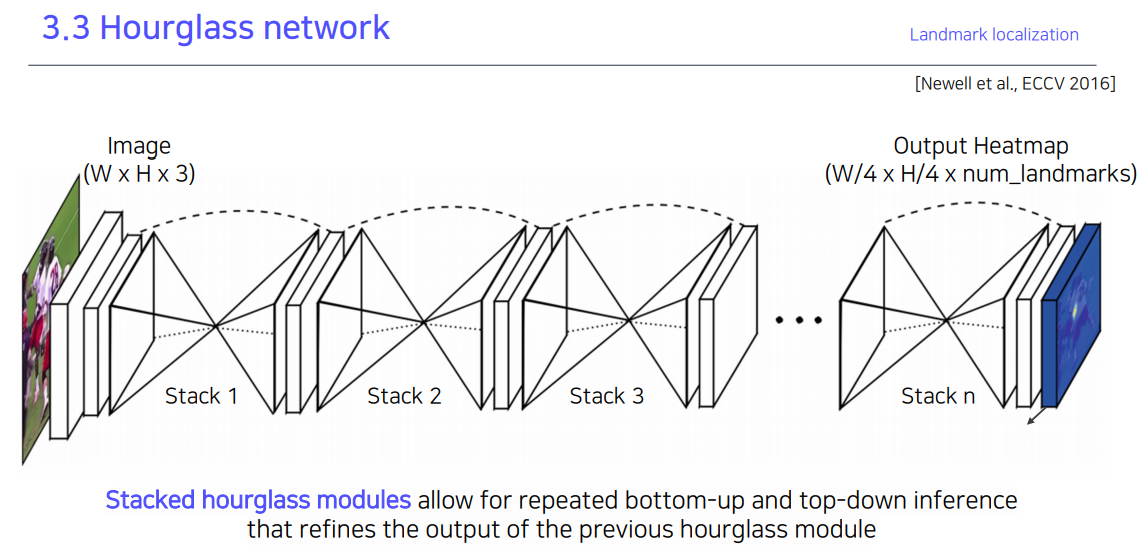 3.3 Hourglass network
Landmark localization
[Newell et al., ECCV 2016]
Image
(W x H x 3)
Output Heatmap
(W/4 x H/4 x num_landmarks)
Stack 1
Stack 2
Stack 3
Stack n
Stacked hourglass modules allow for repeated bottom-up and top-down inference
that refines the output of the previous hourglass module